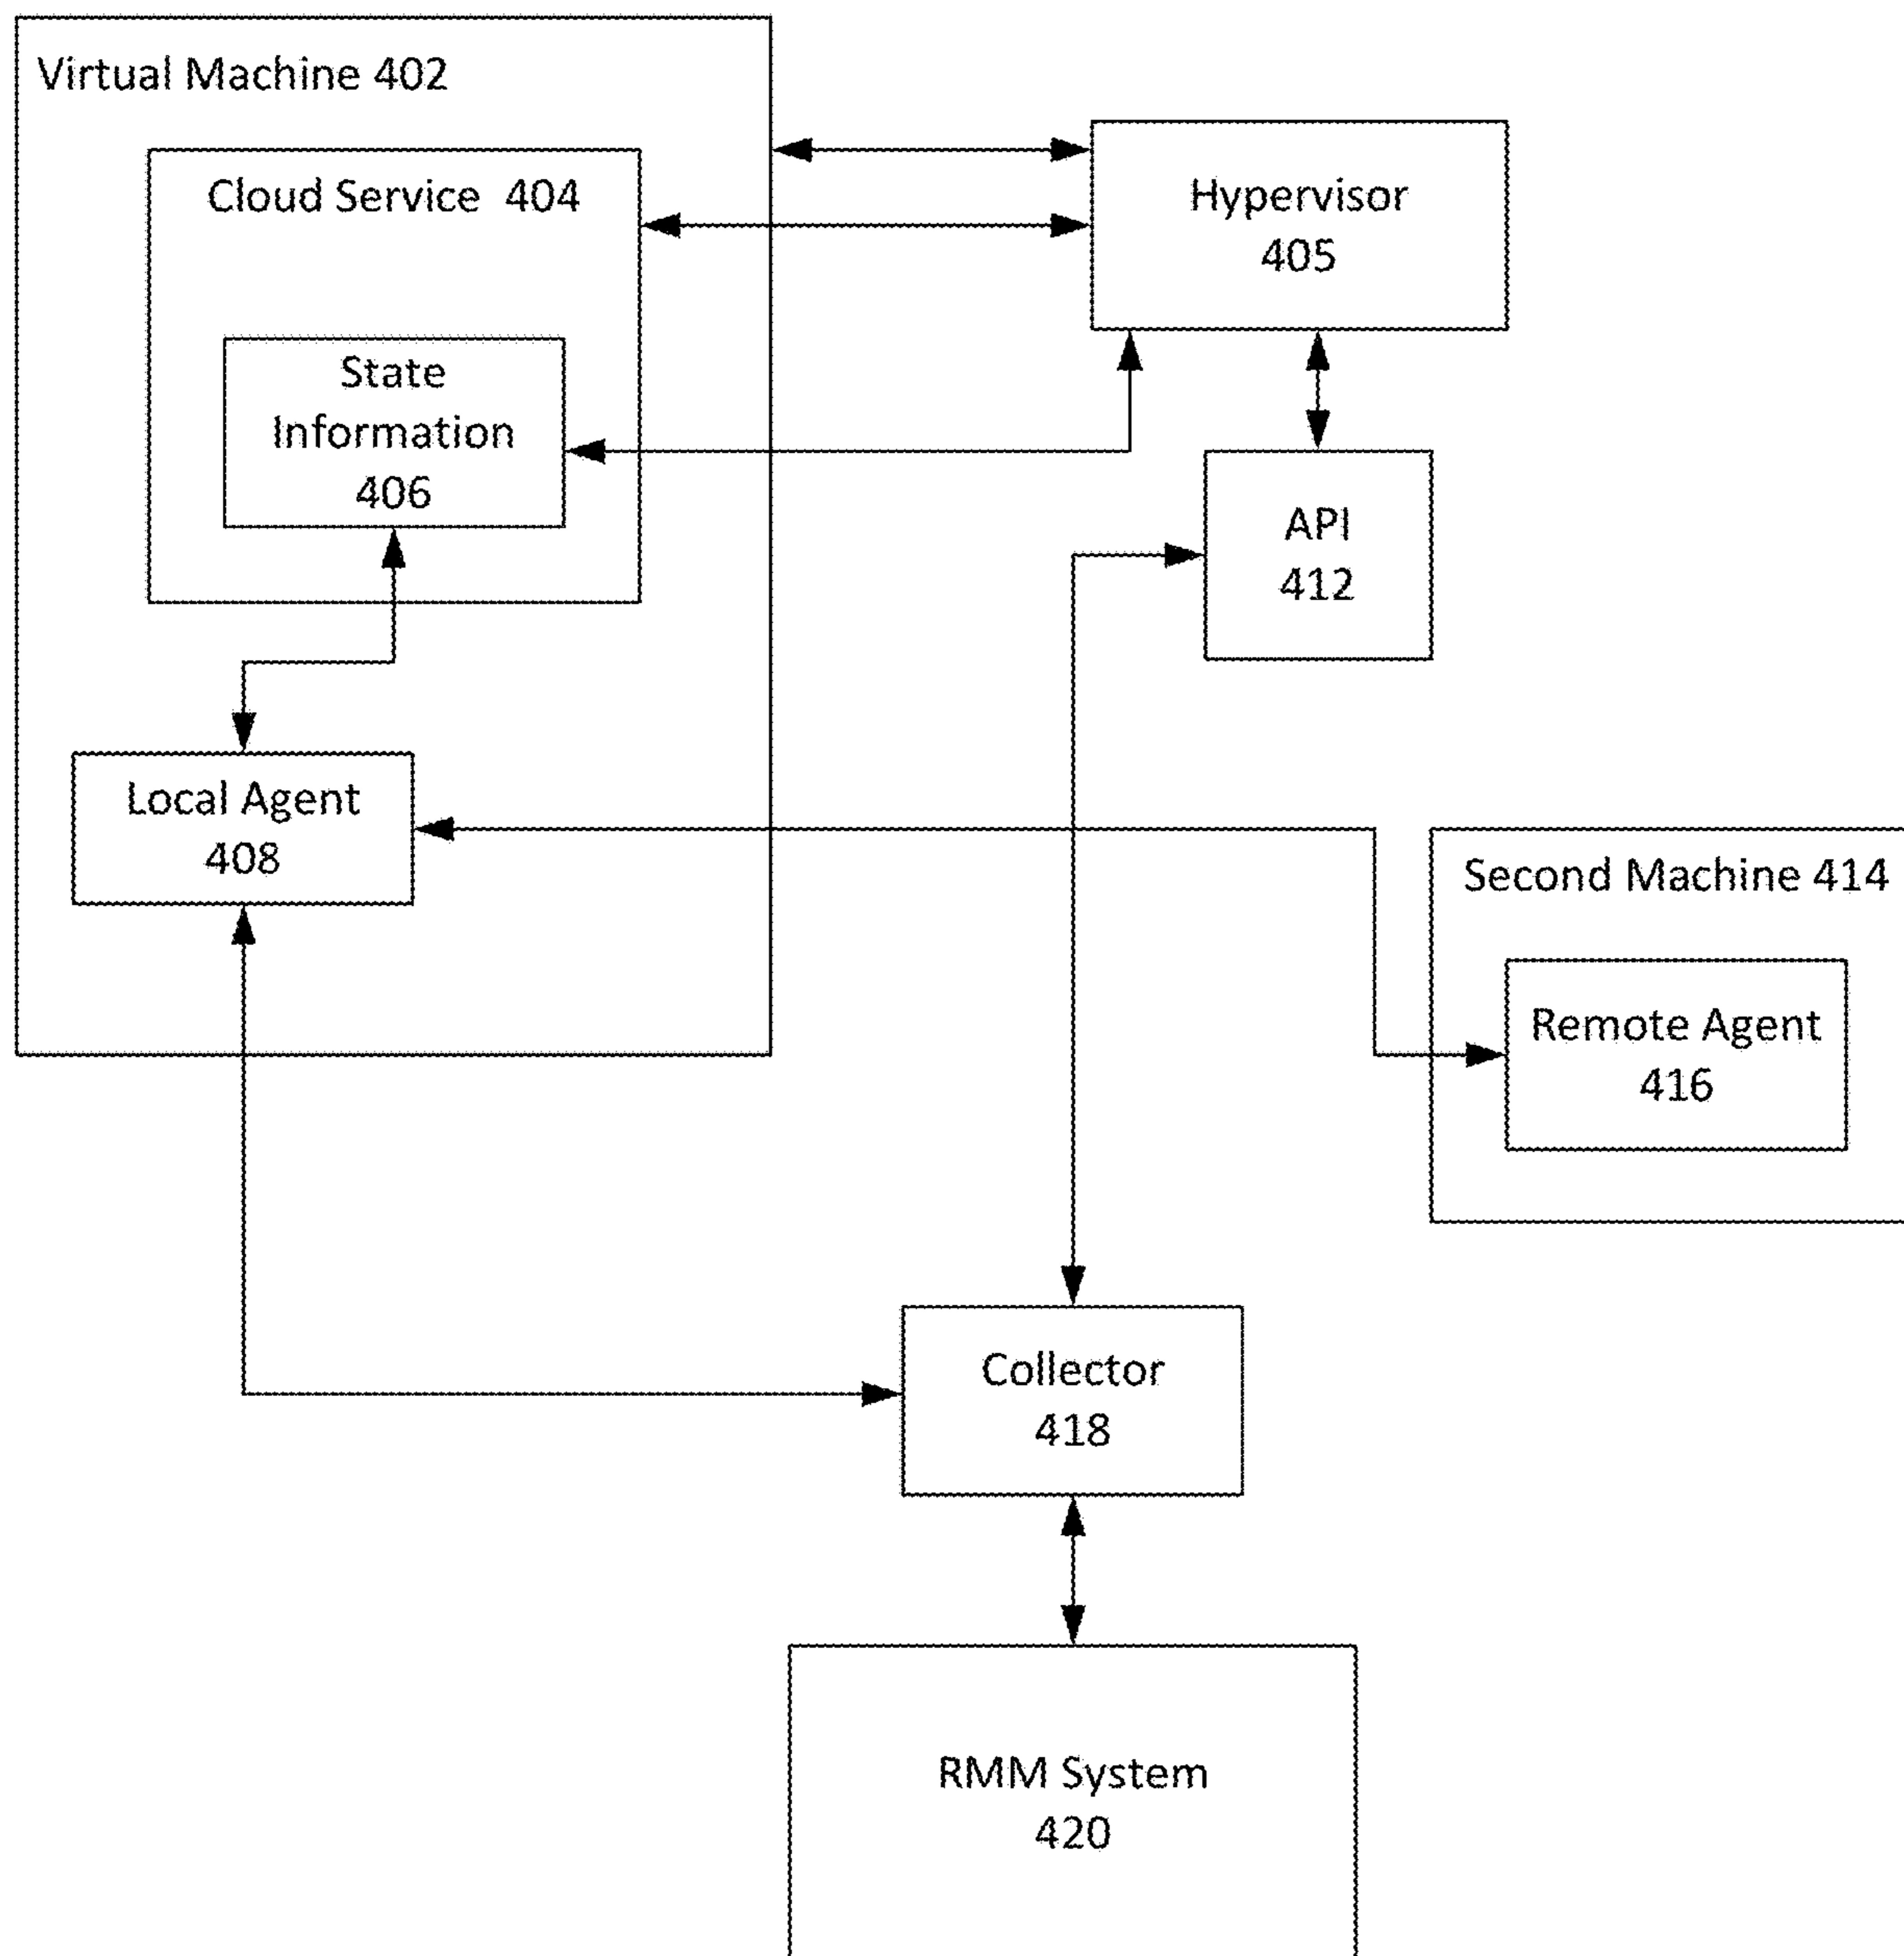 Virtual Machine 402
Cloud Service 404
Hypervisor
405
State
Information
406
API
412
Local Agent
408
Second Machine 414
Remote Agent
416
Collector
418
RMM System
420